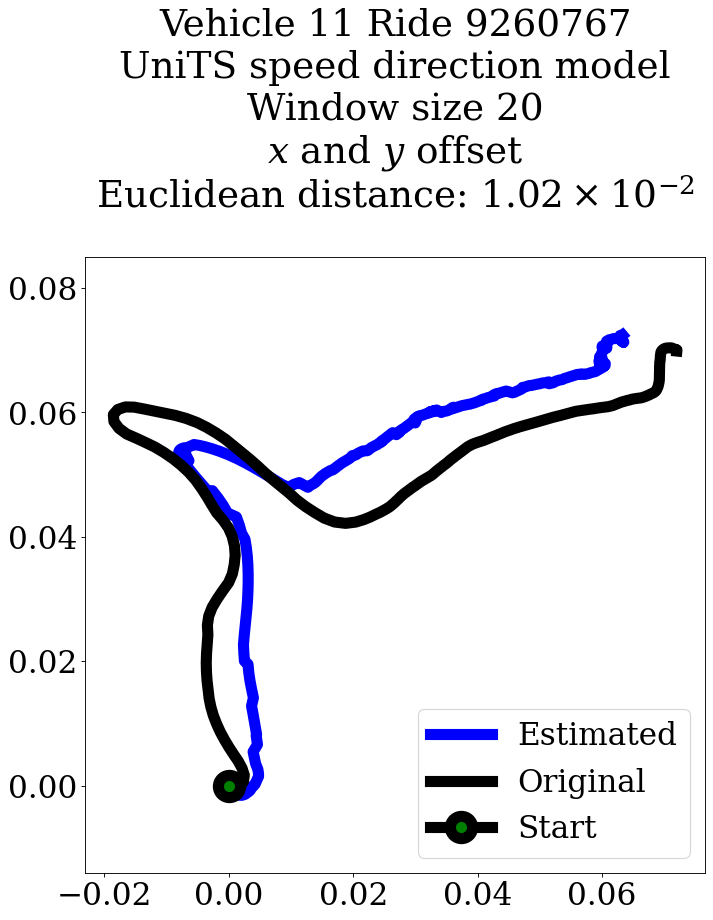 Vehicle 11 Ride 9260767
UniTS speed direction model
Window size 20
x and y offset
Euclidean distance: 1.02 × 10⁻²
0.08
0.06
0.04
0.02
0.00
Estimated
Original
Start
−0.02 0.00 0.02 0.04 0.06